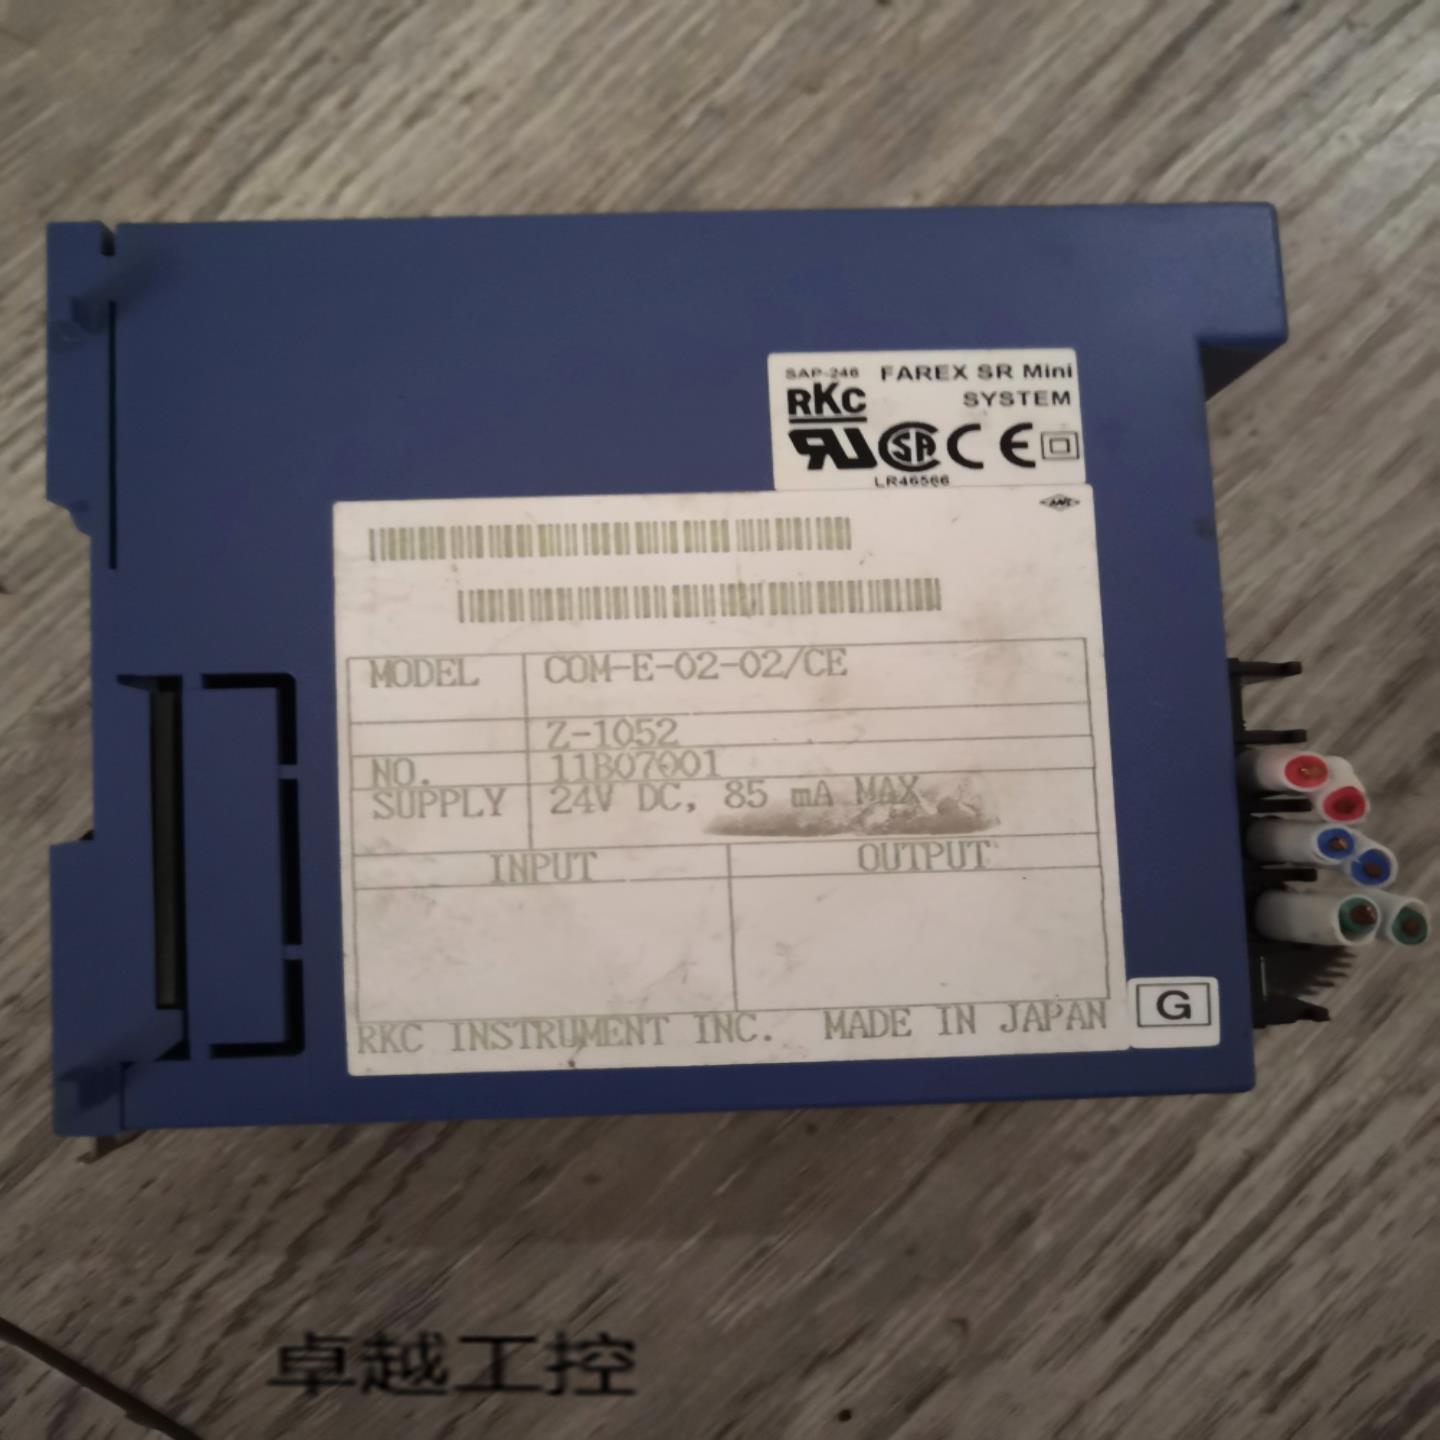 SAP-246 FAREX SR Mini
RKC SYSTEM
LR46566
MODEL COM-E-02-02/CE
Z-1052
NO. 11B07001
SUPPLY 24V DC, 85 mA MAX
INPUT OUTPUT
RKC INSTRUMENT INC. MADE IN JAPAN
G
卓越工控